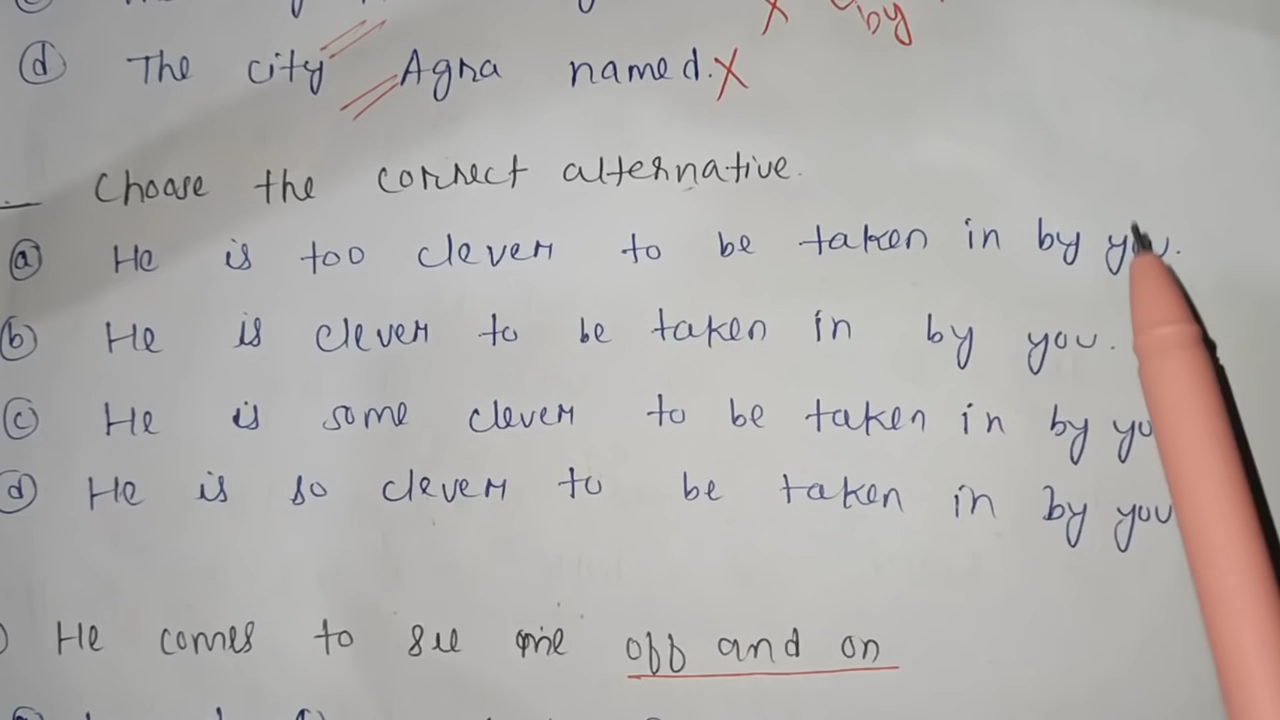 by
ⓓ The city Agra named. X
Choose the correct alternative.
ⓐ He is too clever to be taken in by you.
ⓑ He is clever to be taken in by you.
ⓒ He is some clever to be taken in by yo
ⓓ He is so clever to be taken in by you
He comes to see me off and on